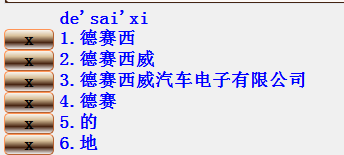 de'sai'xi
x 1.德赛西
x 2.德赛西威
x 3.德赛西威汽车电子有限公司
x 4.德赛
x 5.的
x 6.地